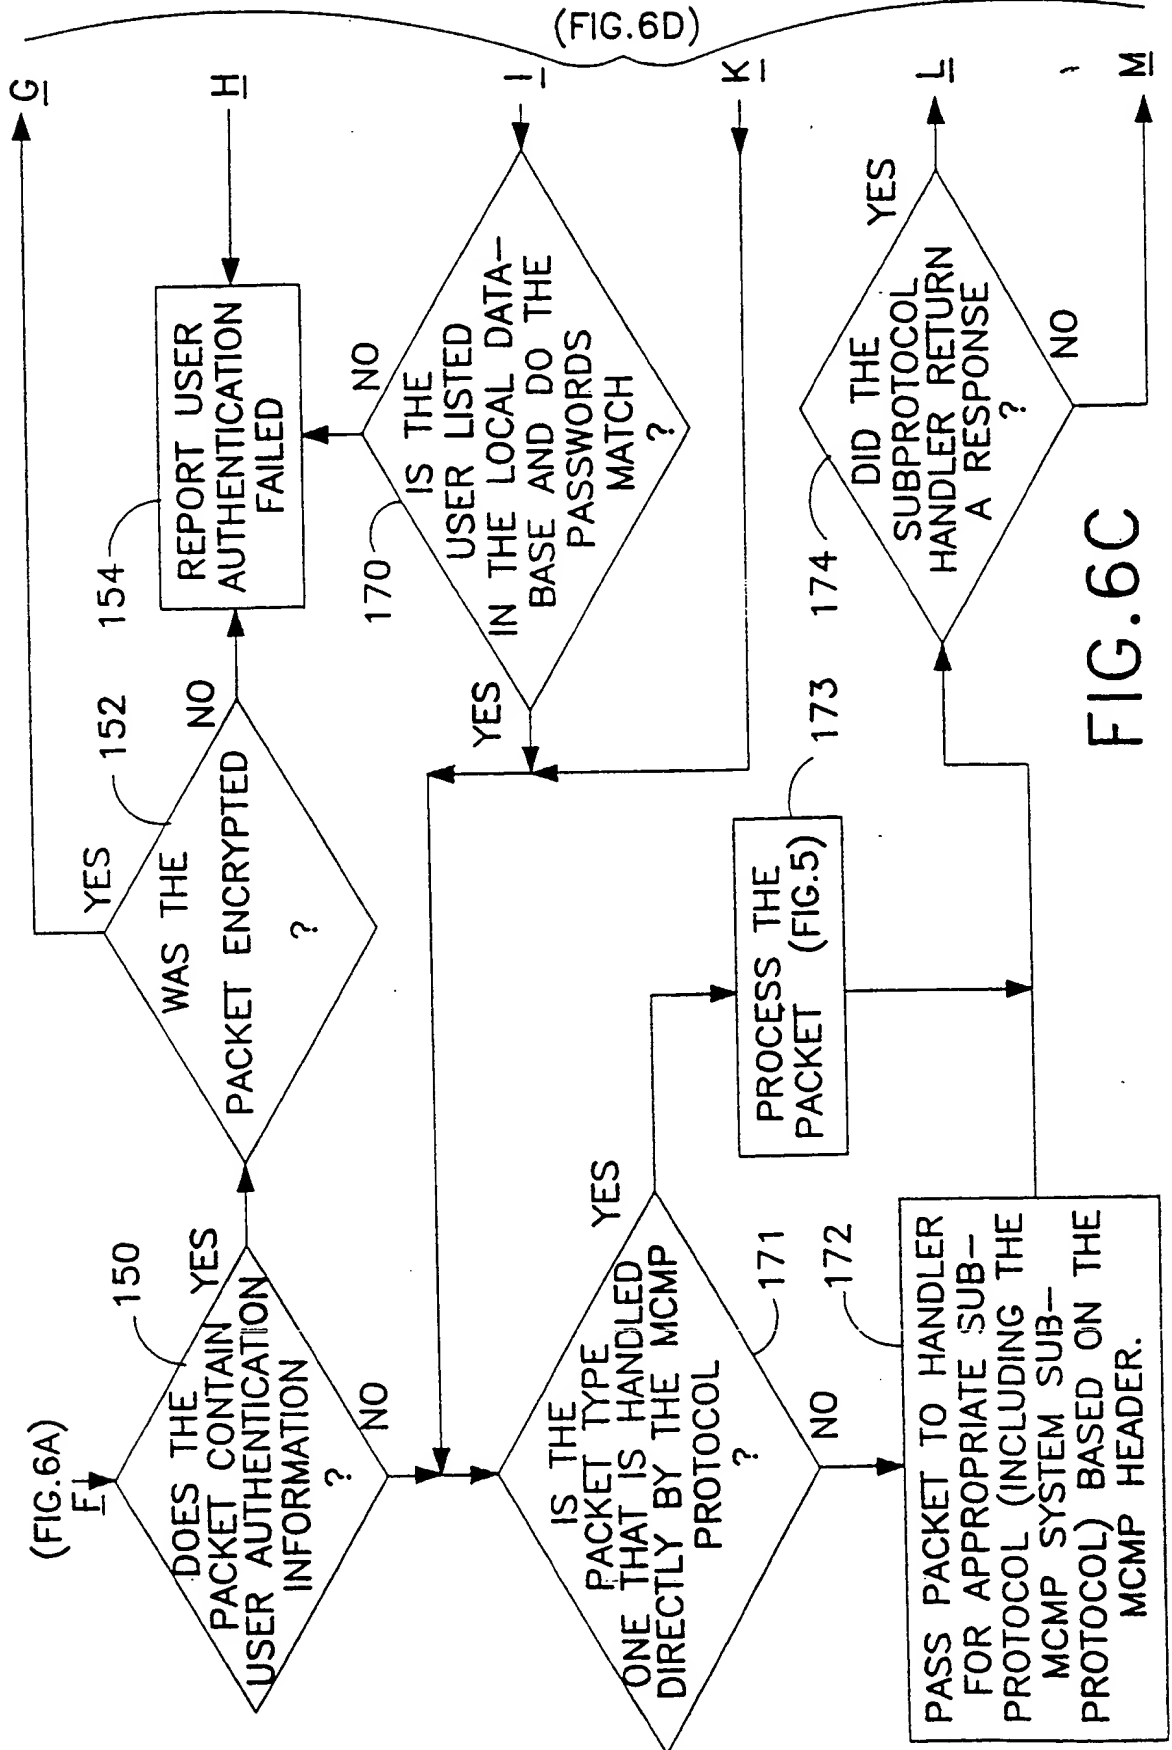 (FIG.6A)
F
DOES THE
PACKET CONTAIN
USER AUTHENTICATION
INFORMATION
?
150
YES
NO
WAS THE
PACKET ENCRYPTED
?
152
YES
NO
G
154
REPORT USER
AUTHENTICATION
FAILED
H
170
IS THE
USER LISTED
IN THE LOCAL DATA-
BASE AND DO THE
PASSWORDS
MATCH
?
NO
YES
I
K
(FIG.6D)
IS THE
PACKET TYPE
ONE THAT IS HANDLED
DIRECTLY BY THE MCMP
PROTOCOL
?
171
YES
NO
PROCESS THE
PACKET (FIG.5)
173
172
PASS PACKET TO HANDLER
FOR APPROPRIATE SUB-
PROTOCOL (INCLUDING THE
MCMP SYSTEM SUB-
PROTOCOL) BASED ON THE
MCMP HEADER.
174
DID THE
SUBPROTOCOL
HANDLER RETURN
A RESPONSE
?
YES
NO
L
M
FIG.6C